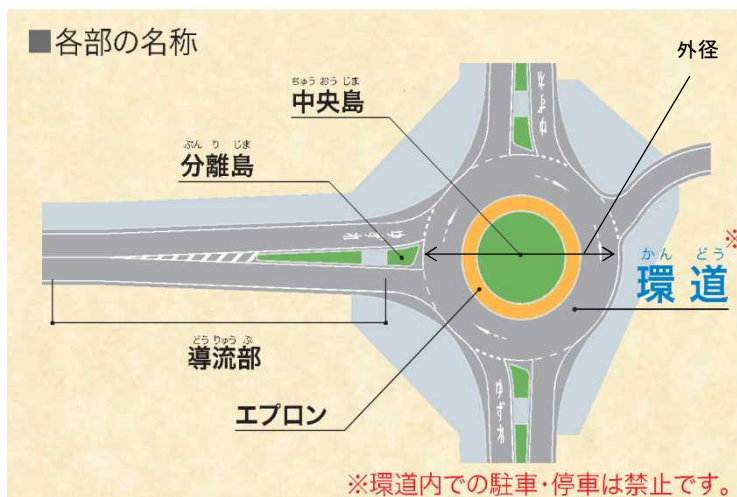 ■各部の名称
外径
ちゅうおうじま
中央島
ぶんりじま
分離島
ゆずれ
ゆずれ
かんどう
環道※
どうりゅうぶ
導流部
エプロン
ゆずれ
※環道内での駐車・停車は禁止です。